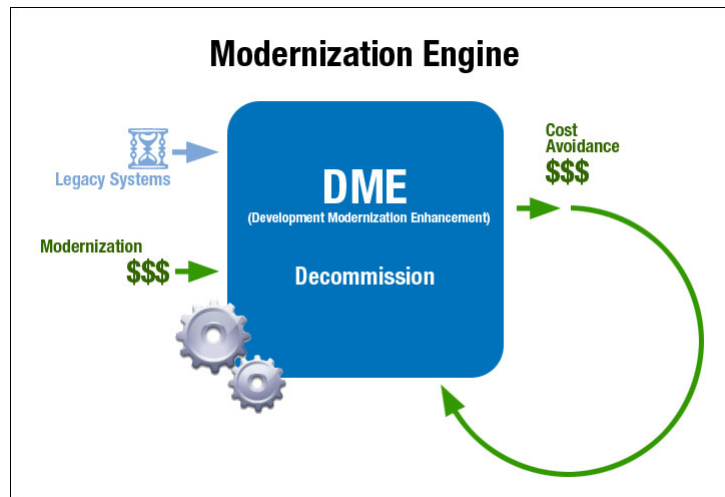 Modernization Engine
Legacy Systems
Modernization
$$$
DME
(Development Modernization Enhancement)
Decommission
Cost
Avoidance
$$$